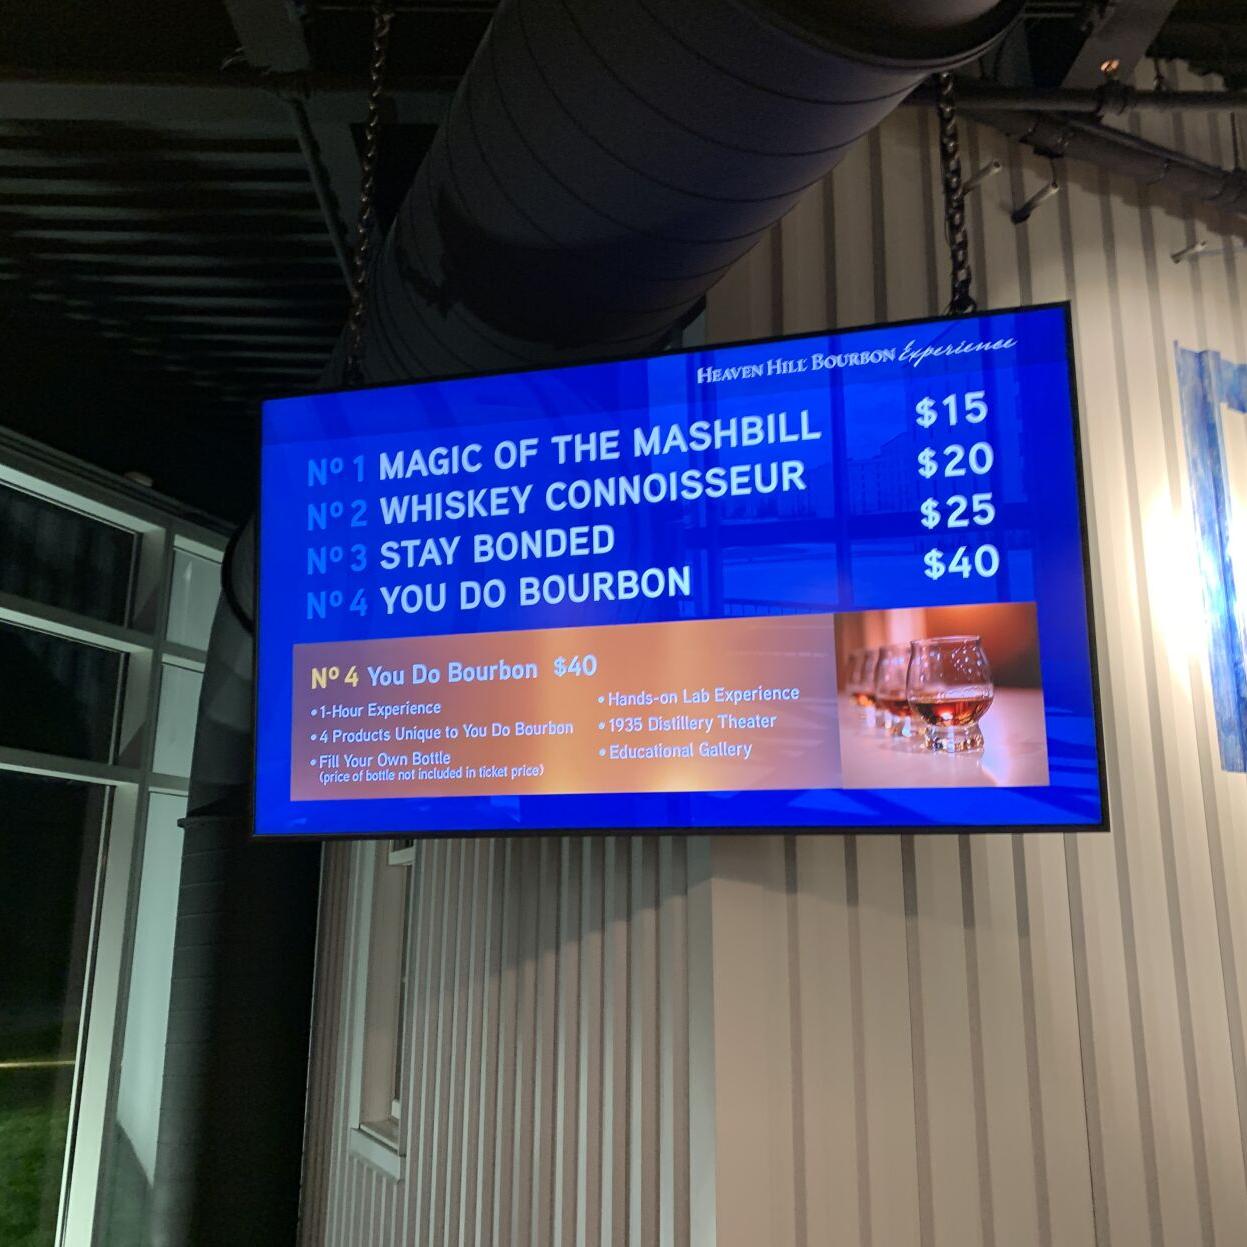 HEAVEN HILL BOURBON Experience
Nº 1 MAGIC OF THE MASHBILL $15
Nº 2 WHISKEY CONNOISSEUR $20
Nº 3 STAY BONDED $25
Nº 4 YOU DO BOURBON $40
Nº 4 You Do Bourbon $40
• 1-Hour Experience
• 4 Products Unique to You Do Bourbon
• Fill Your Own Bottle
(price of bottle not included in ticket price)
• Hands-on Lab Experience
• 1935 Distillery Theater
• Educational Gallery